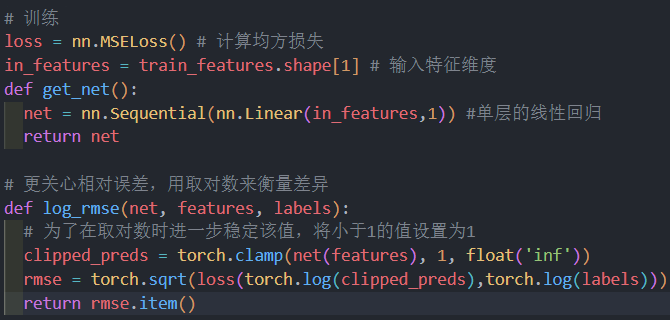 # 训练
loss = nn.MSELoss() # 计算均方损失
in_features = train_features.shape[1] # 输入特征维度
def get_net():
  net = nn.Sequential(nn.Linear(in_features,1)) #单层的线性回归
  return net

# 更关心相对误差，用取对数来衡量差异
def log_rmse(net, features, labels):
  # 为了在取对数时进一步稳定该值，将小于1的值设置为1
  clipped_preds = torch.clamp(net(features), 1, float('inf'))
  rmse = torch.sqrt(loss(torch.log(clipped_preds),torch.log(labels)))
  return rmse.item()